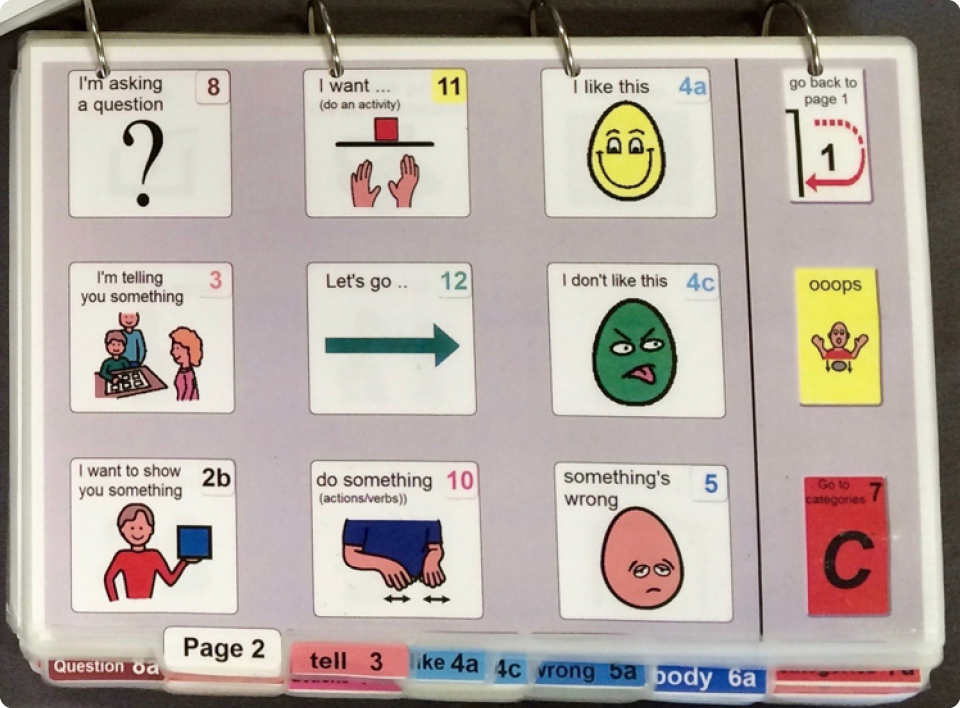 I'm asking
a question
8
I want ...
(do an activity)
11
I like this
4a
go back to
page 1
1
I'm telling
you something
3
Let's go ..
12
I don't like this
4c
ooops
I want to show
you something
2b
do something
(actions/verbs))
10
something's
wrong
5
Go to
categories
7
C
Question 8a
Page 2
tell 3
ike 4a
4c
wrong 5a
body 6a